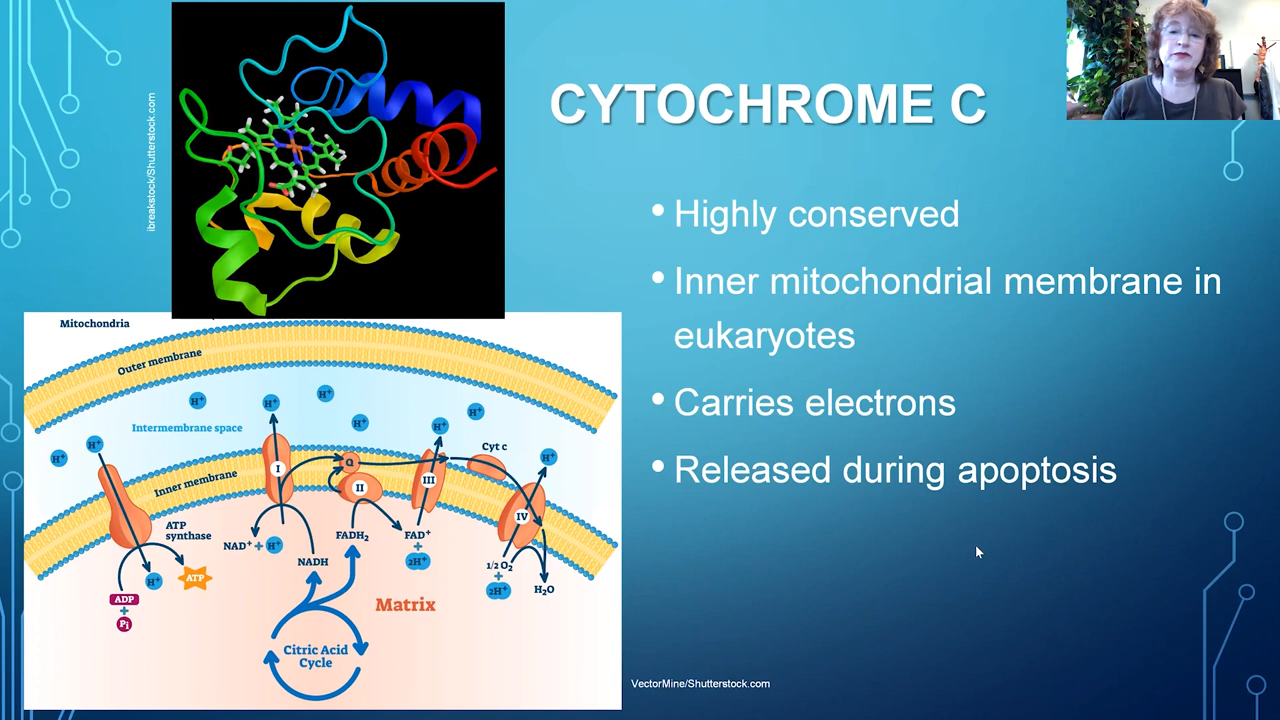 CYTOCHROME C
• Highly conserved
• Inner mitochondrial membrane in
eukaryotes
• Carries electrons
• Released during apoptosis
ibreakstock/Shutterstock.com
Mitochondria
Outer membrane
H+
H+
H+
H+
H+
H+
H+
H+
H+
Intermembrane space
Inner membrane
I
Q
II
III
Cyt c
IV
ATP
synthase
NAD+ + H+
NADH
FADH2
FAD+
+
2H+
1/2 O2
+
2H+
H2O
H+
ATP
ADP
+
Pi
Matrix
Citric Acid
Cycle
VectorMine/Shutterstock.com